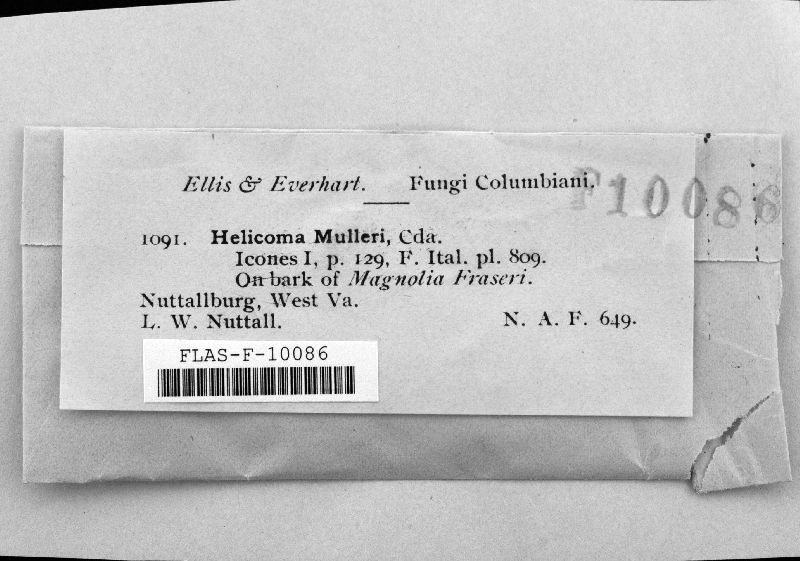 Ellis & Everhart. Fungi Columbiani.
F10086
1091. Helicoma Mulleri, Cda.
Icones I, p. 129, F. Ital. pl. 809.
On bark of Magnolia Fraseri.
Nuttallburg, West Va.
L. W. Nuttall. N. A. F. 649.
FLAS-F-10086